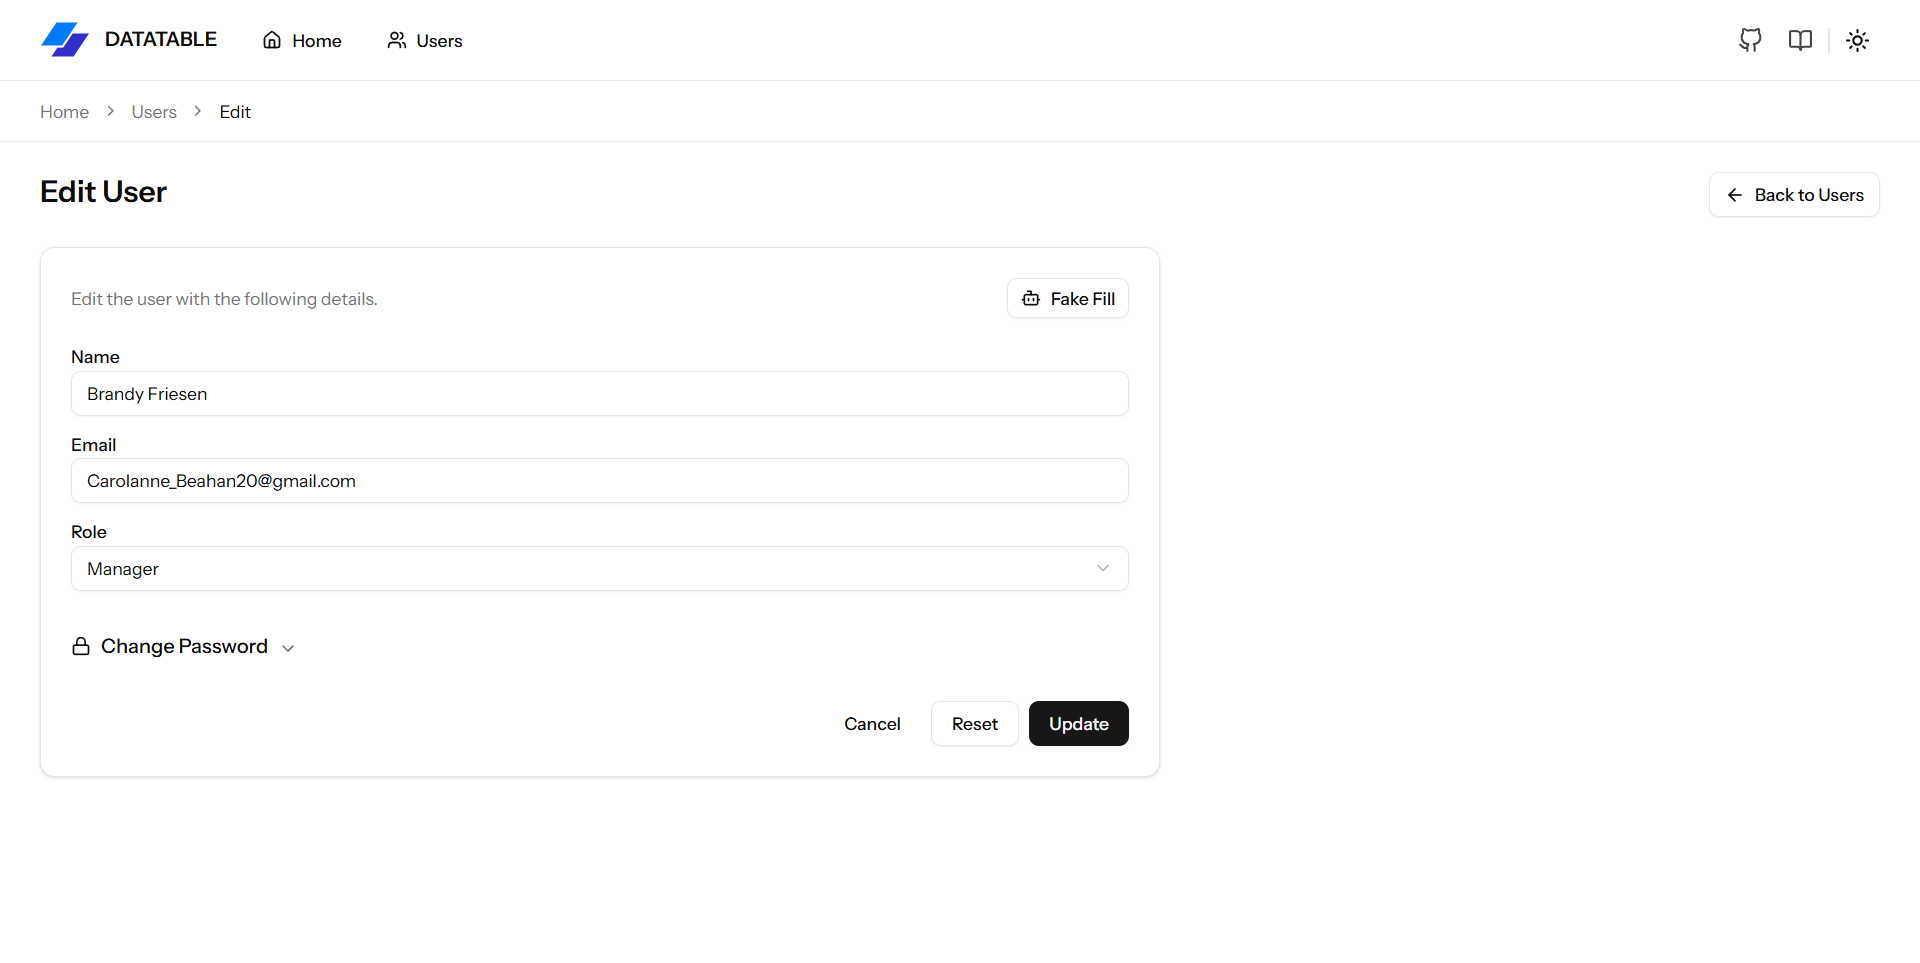 DATATABLE Home Users
Home Users Edit
Edit User
Back to Users
Edit the user with the following details.
Fake Fill
Name
Brandy Friesen
Email
Carolanne_Beahan20@gmail.com
Role
Manager
Change Password
Cancel Reset Update